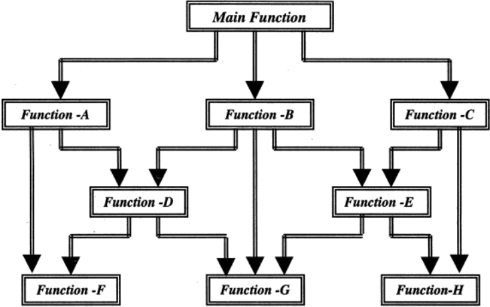 Main Function
Function -A
Function -B
Function -C
Function -D
Function -E
Function -F
Function -G
Function-H